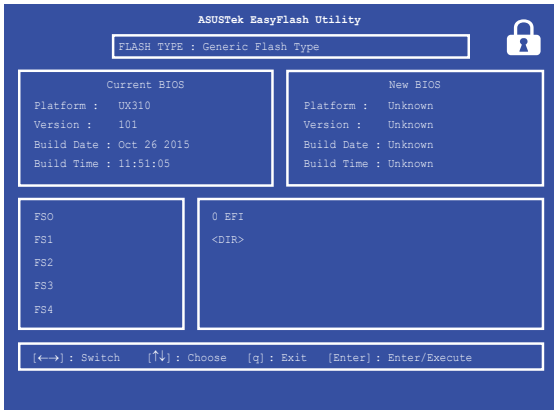 ASUSTek EasyFlash Utility
FLASH TYPE : Generic Flash Type
Current BIOS
Platform : UX310
Version : 101
Build Date : Oct 26 2015
Build Time : 11:51:05
New BIOS
Platform : Unknown
Version : Unknown
Build Date : Unknown
Build Time : Unknown
FSO
FS1
FS2
FS3
FS4
0 EFI
<DIR>
[←→] : Switch [↑↓] : Choose [q] : Exit [Enter] : Enter/Execute